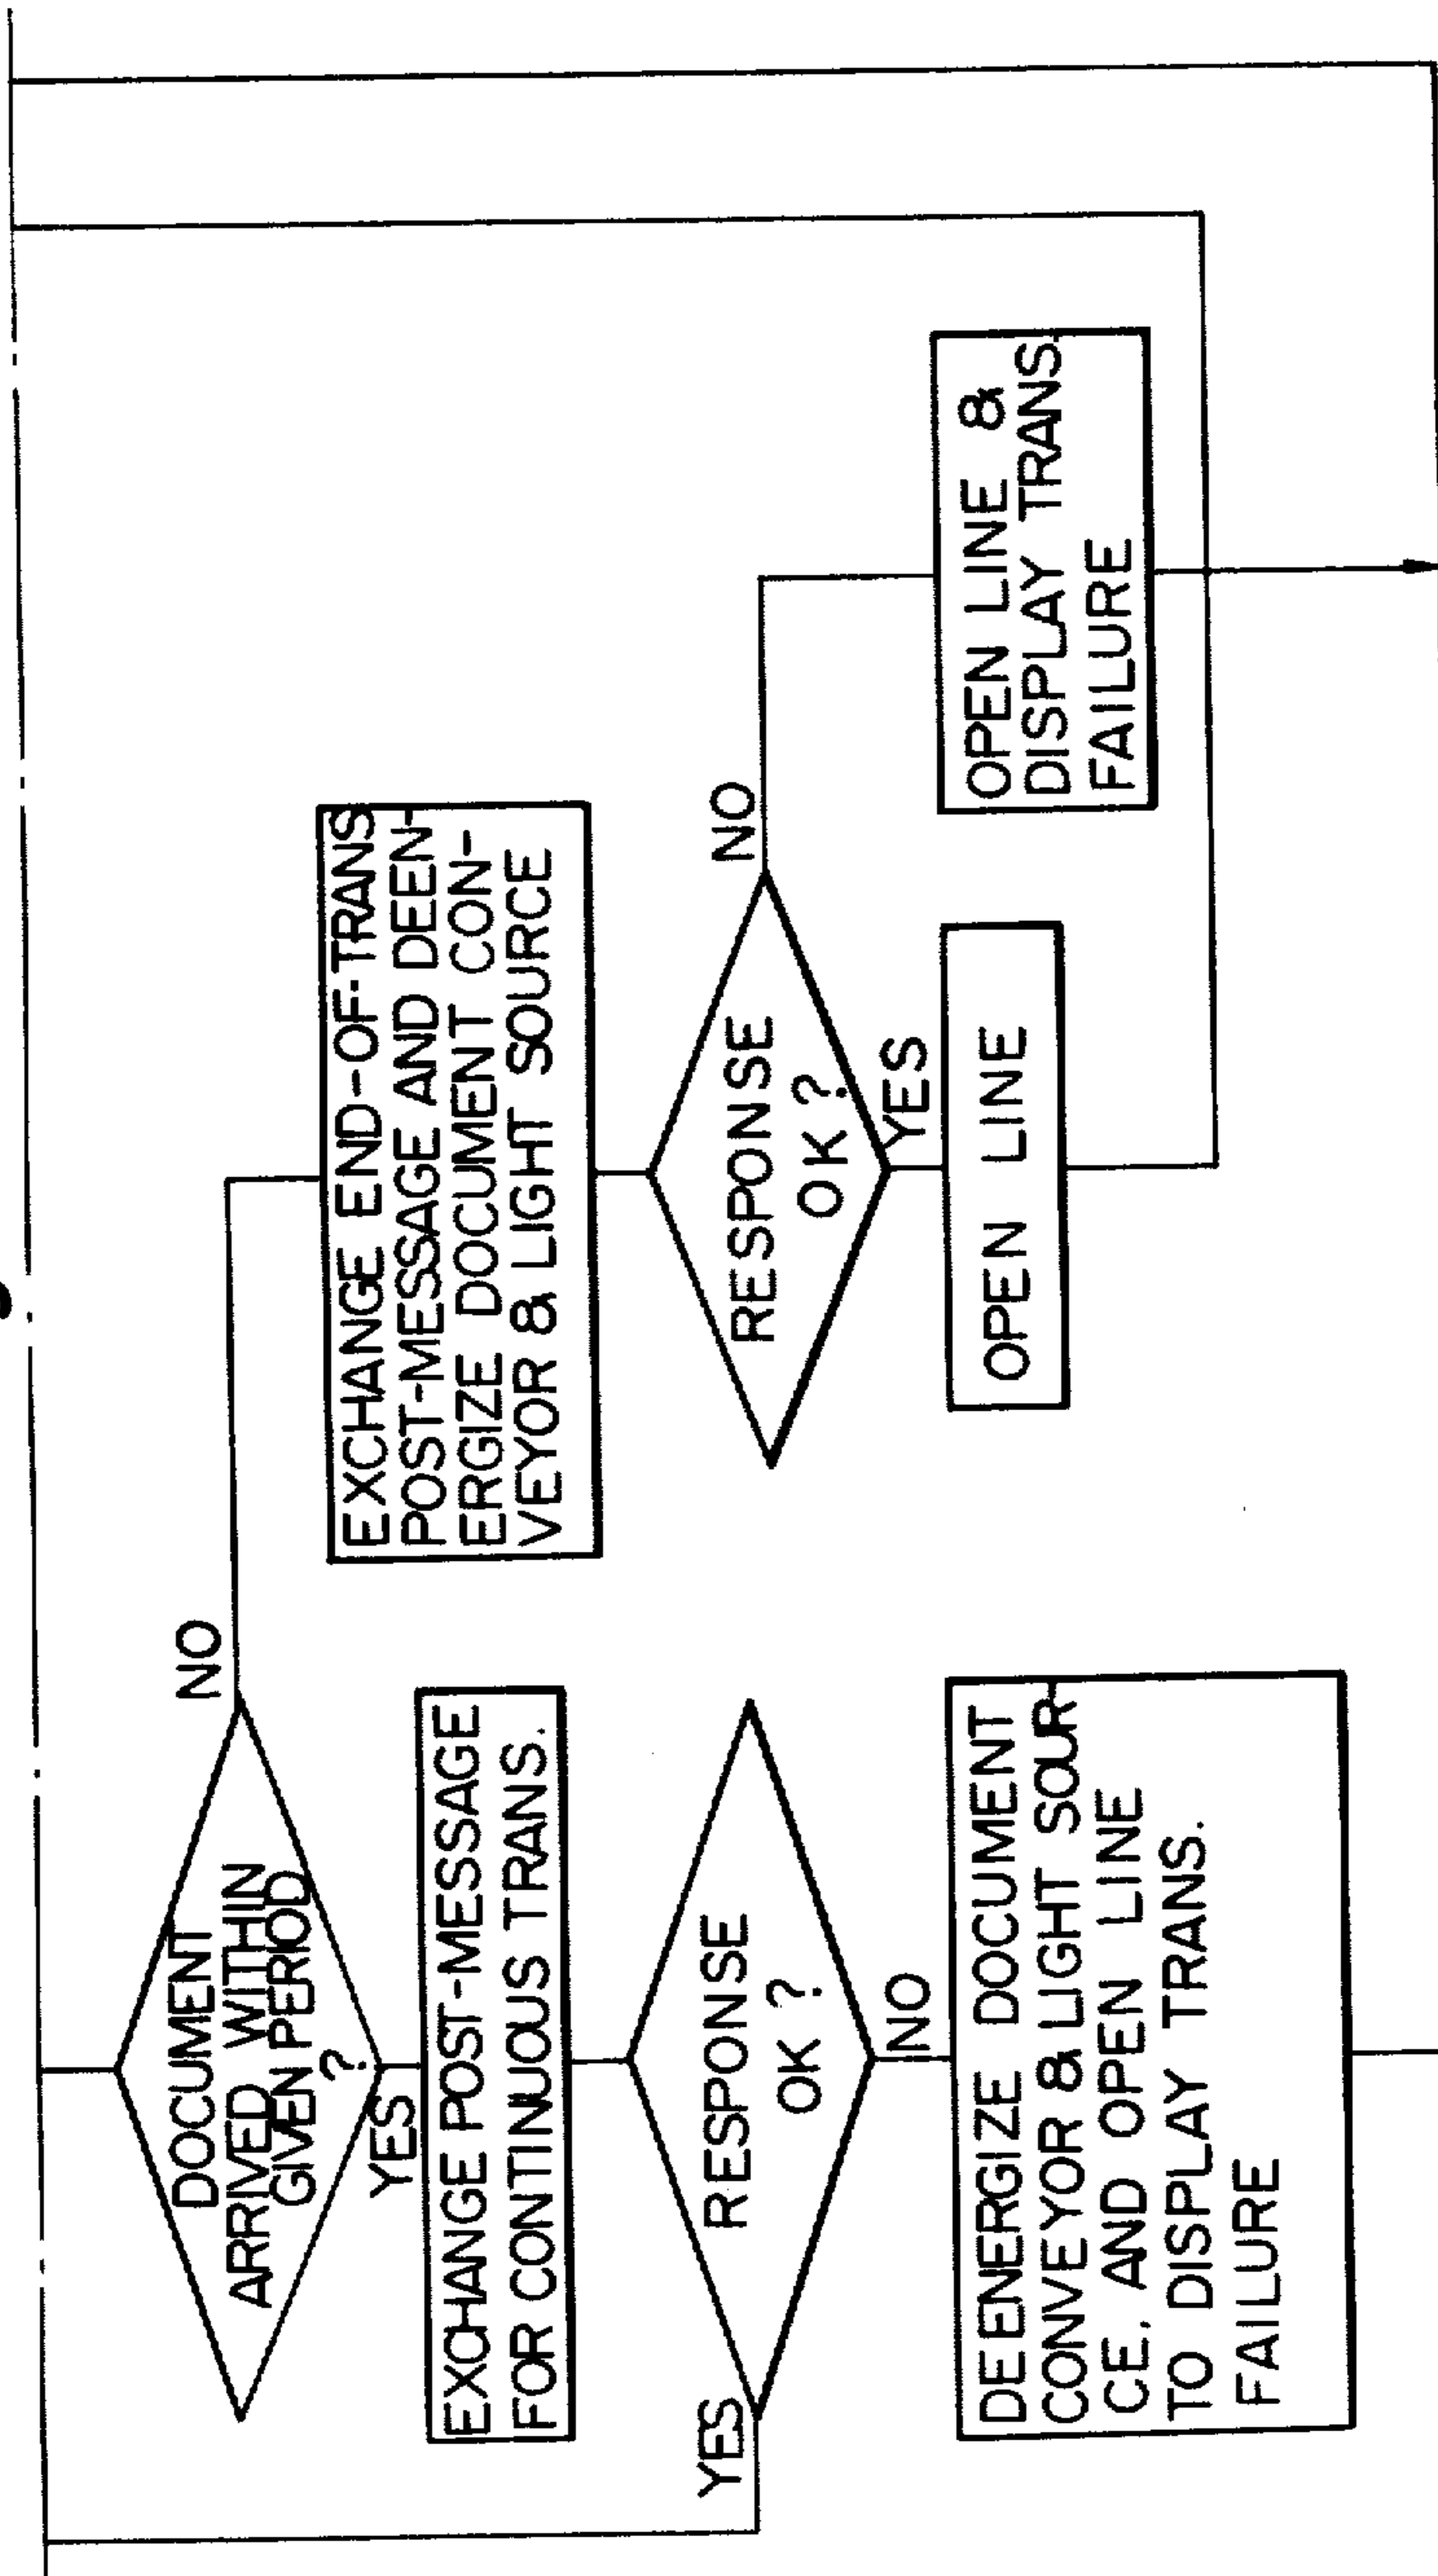 DOCUMENT
ARRIVED WITHIN
GIVEN PERIOD
?
NO
YES
EXCHANGE POST-MESSAGE
FOR CONTINUOUS TRANS.
RESPONSE
OK ?
YES
NO
DEENERGIZE DOCUMENT
CONVEYOR & LIGHT SOUR-
CE, AND OPEN LINE
TO DISPLAY TRANS.
FAILURE
EXCHANGE END-OF-TRANS.
POST-MESSAGE AND DEEN-
ERGIZE DOCUMENT CON-
VEYOR & LIGHT SOURCE
RESPONSE
OK ?
NO
YES
OPEN LINE
OPEN LINE &
DISPLAY TRANS.
FAILURE